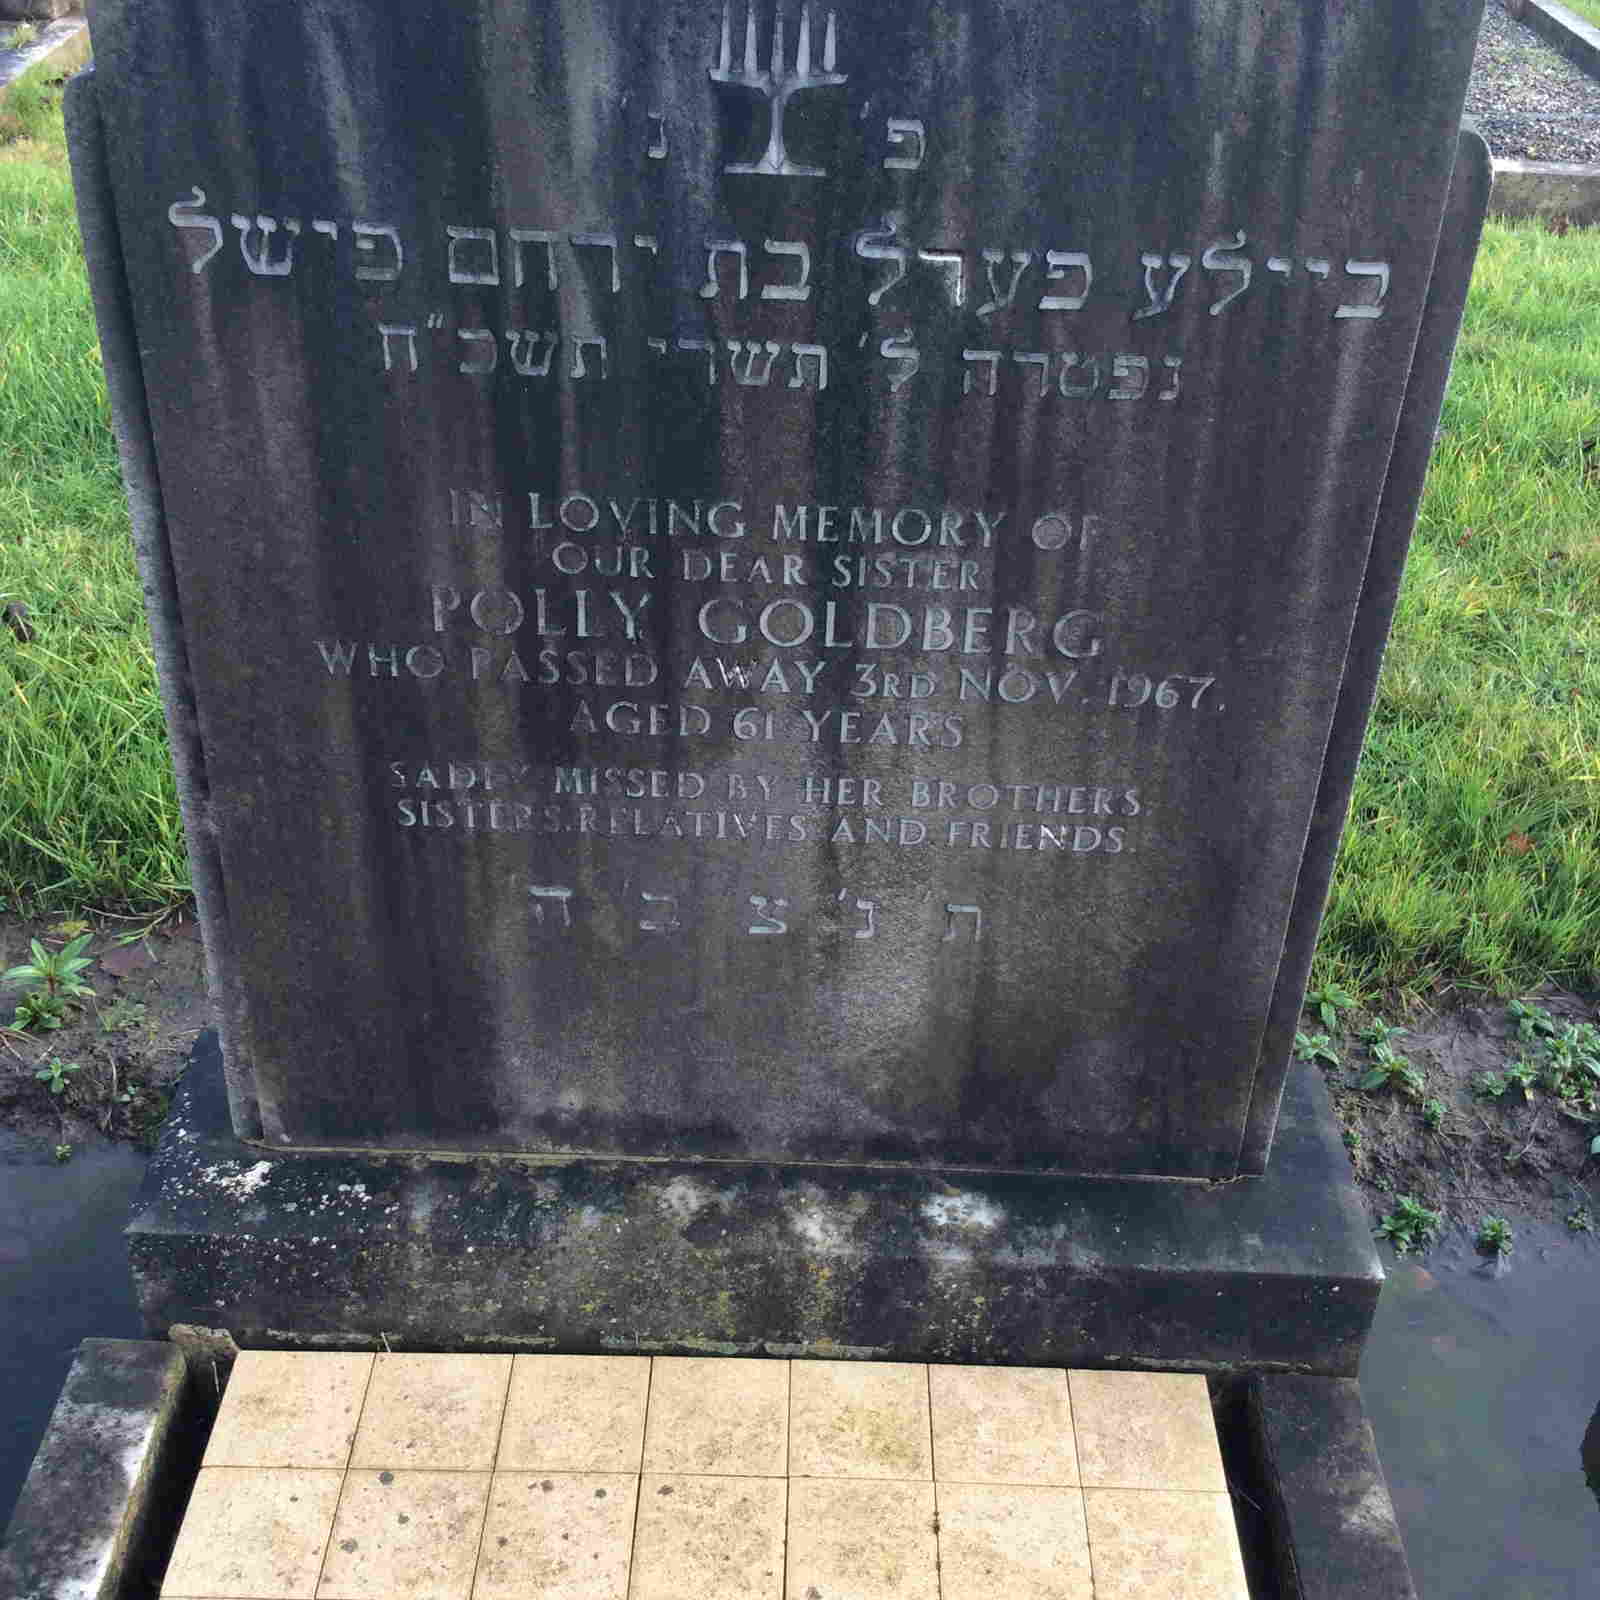 פ' נ
ביילע פערל בת ירחם פישל
נפטרה ל' תשרי תשכ"ח
IN LOVING MEMORY OF
OUR DEAR SISTER
POLLY GOLDBERG
WHO PASSED AWAY 3RD NOV. 1967.
AGED 61 YEARS
SADLY MISSED BY HER BROTHERS,
SISTERS. RELATIVES AND FRIENDS.
ת' נ' צ' ב' ה